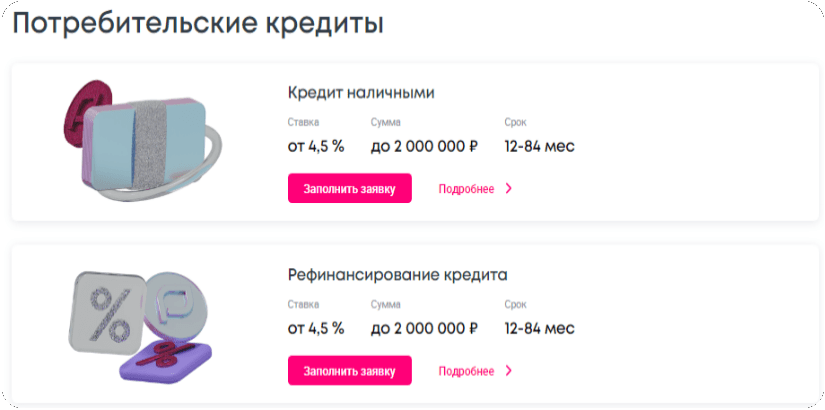 Потребительские кредиты
Кредит наличными
Ставка Сумма Срок
от 4,5 % до 2 000 000 ₽ 12-84 мес
Заполнить заявку Подробнее
Рефинансирование кредита
Ставка Сумма Срок
от 4,5 % до 2 000 000 ₽ 12-84 мес
Заполнить заявку Подробнее